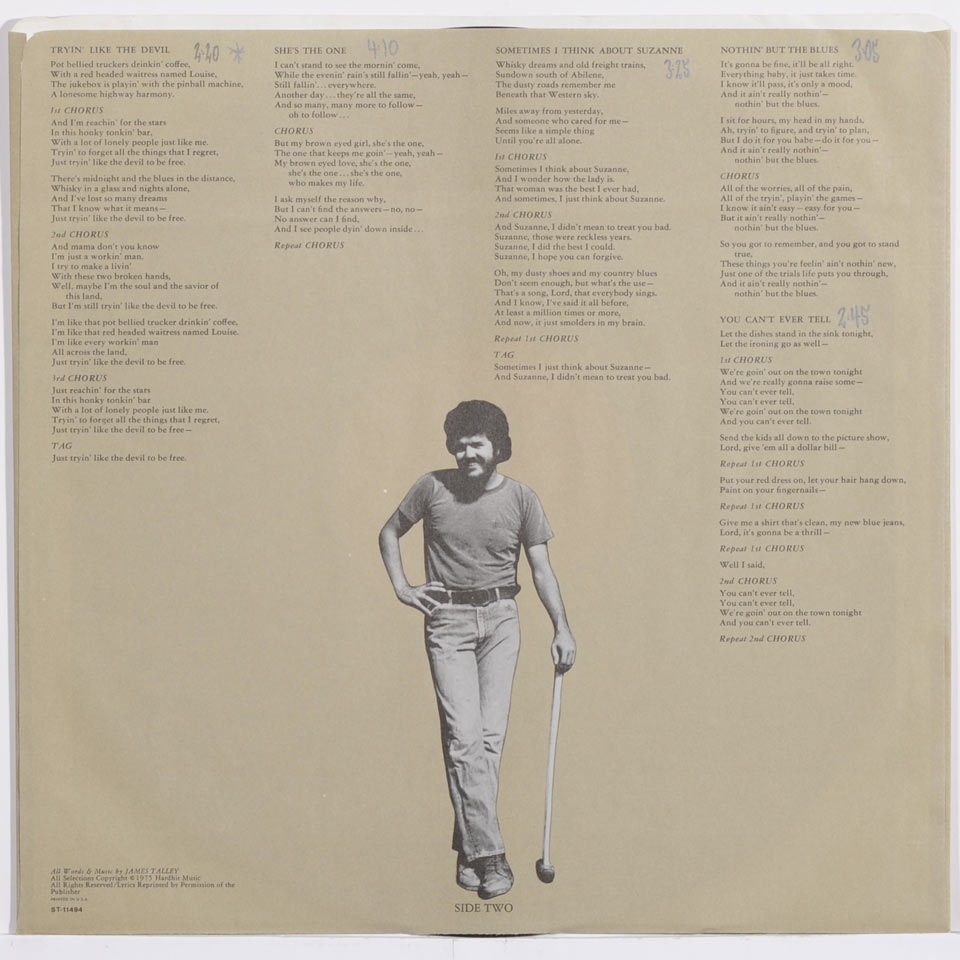 TRYIN' LIKE THE DEVIL 2:20 *
Pot bellied truckers drinkin' coffee,
With a red headed waitress named Louise,
The jukebox is playin' with the pinball machine,
A lonesome highway harmony.
1st CHORUS
And I'm reachin' for the stars
In this honky tonkin' bar,
With a lot of lonely people just like me.
Tryin' to forget all the things that I regret,
Just tryin' like the devil to be free.
There's midnight and the blues in the distance,
Whisky in a glass and nights alone,
And I've lost so many dreams
That I know what it means—
Just tryin' like the devil to be free.
2nd CHORUS
And mama don't you know
I'm just a workin' man,
I try to make a livin'
With these two broken hands,
Well, maybe I'm the soul and the savior of
this land,
But I'm still tryin' like the devil to be free.
I'm like that pot bellied trucker drinkin' coffee,
I'm like that red headed waitress named Louise.
I'm like every workin' man
All across the land,
Just tryin' like the devil to be free.
3rd CHORUS
Just reachin' for the stars
In this honky tonkin' bar
With a lot of lonely people just like me.
Tryin' to forget all the things that I regret,
Just tryin' like the devil to be free—
TAG
Just tryin' like the devil to be free.
SHE'S THE ONE 4:10
I can't stand to see the mornin' come,
While the evenin' rain's still fallin'—yeah, yeah—
Still fallin'... everywhere.
Another day... they're all the same,
And so many, many more to follow—
oh to follow...
CHORUS
But my brown eyed girl, she's the one,
The one that keeps me goin'—yeah, yeah—
My brown eyed love, she's the one,
she's the one... she's the one,
who makes my life.
I ask myself the reason why,
But I can't find the answers—no, no—
No answer can I find,
And I see people dyin' down inside...
Repeat CHORUS
SOMETIMES I THINK ABOUT SUZANNE
3:25
Whisky dreams and old freight trains,
Sundown south of Abilene,
The dusty roads remember me
Beneath that Western sky.
Miles away from yesterday,
And someone who cared for me—
Seems like a simple thing
Until you're all alone.
1st CHORUS
Sometimes I think about Suzanne,
And I wonder how the lady is.
That woman was the best I ever had,
And sometimes, I just think about Suzanne.
2nd CHORUS
And Suzanne, I didn't mean to treat you bad.
Suzanne, those were reckless years.
Suzanne, I did the best I could.
Suzanne, I hope you can forgive.
Oh, my dusty shoes and my country blues
Don't seem enough, but what's the use—
That's a song, Lord, that everybody sings.
And I know, I've said it all before,
At least a million times or more,
And now, it just smolders in my brain.
Repeat 1st CHORUS
TAG
Sometimes I just think about Suzanne—
And Suzanne, I didn't mean to treat you bad.
NOTHIN' BUT THE BLUES 3:05
It's gonna be fine, it'll be all right.
Everything baby, it just takes time.
I know it'll pass, it's only a mood,
And it ain't really nothin'—
nothin' but the blues.
I sit for hours, my head in my hands,
Ah, tryin' to figure, and tryin' to plan,
But I do it for you babe—do it for you—
And it ain't really nothin'—
nothin' but the blues.
CHORUS
All of the worries, all of the pain,
All of the tryin', playin' the games—
I know it ain't easy—easy for you—
But it ain't really nothin'—
nothin' but the blues.
So you got to remember, and you got to stand
true,
These things you're feelin' ain't nothin' new,
Just one of the trials life puts you through,
And it ain't really nothin'—
nothin' but the blues.
YOU CAN'T EVER TELL 2:45
Let the dishes stand in the sink tonight,
Let the ironing go as well—
1st CHORUS
We're goin' out on the town tonight
And we're really gonna raise some—
You can't ever tell,
You can't ever tell,
We're goin' out on the town tonight
And you can't ever tell.
Send the kids all down to the picture show,
Lord, give 'em all a dollar bill—
Repeat 1st CHORUS
Put your red dress on, let your hair hang down,
Paint on your fingernails—
Repeat 1st CHORUS
Give me a shirt that's clean, my new blue jeans,
Lord, it's gonna be a thrill—
Repeat 1st CHORUS
Well I said,
2nd CHORUS
You can't ever tell,
You can't ever tell,
We're goin' out on the town tonight
And you can't ever tell.
Repeat 2nd CHORUS
All Words & Music by JAMES TALLEY
All Selections Copyright ©1975 Hardhit Music
All Rights Reserved/Lyrics Reprinted by Permission of the
Publisher
PRINTED IN U.S.A.
ST-11494
SIDE TWO